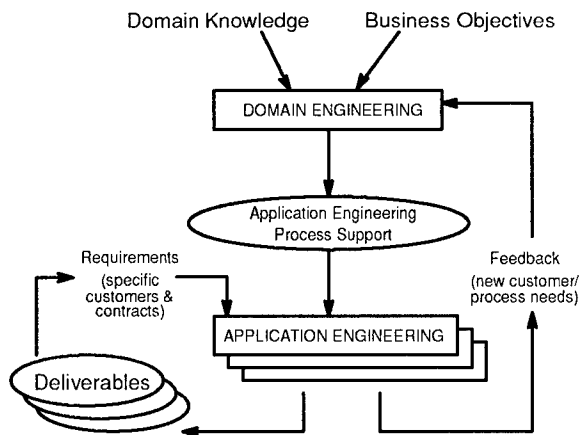 Domain Knowledge
Business Objectives
DOMAIN ENGINEERING
Application Engineering
Process Support
Requirements
(specific
customers &
contracts)
Feedback
(new customer/
process needs)
APPLICATION ENGINEERING
Deliverables